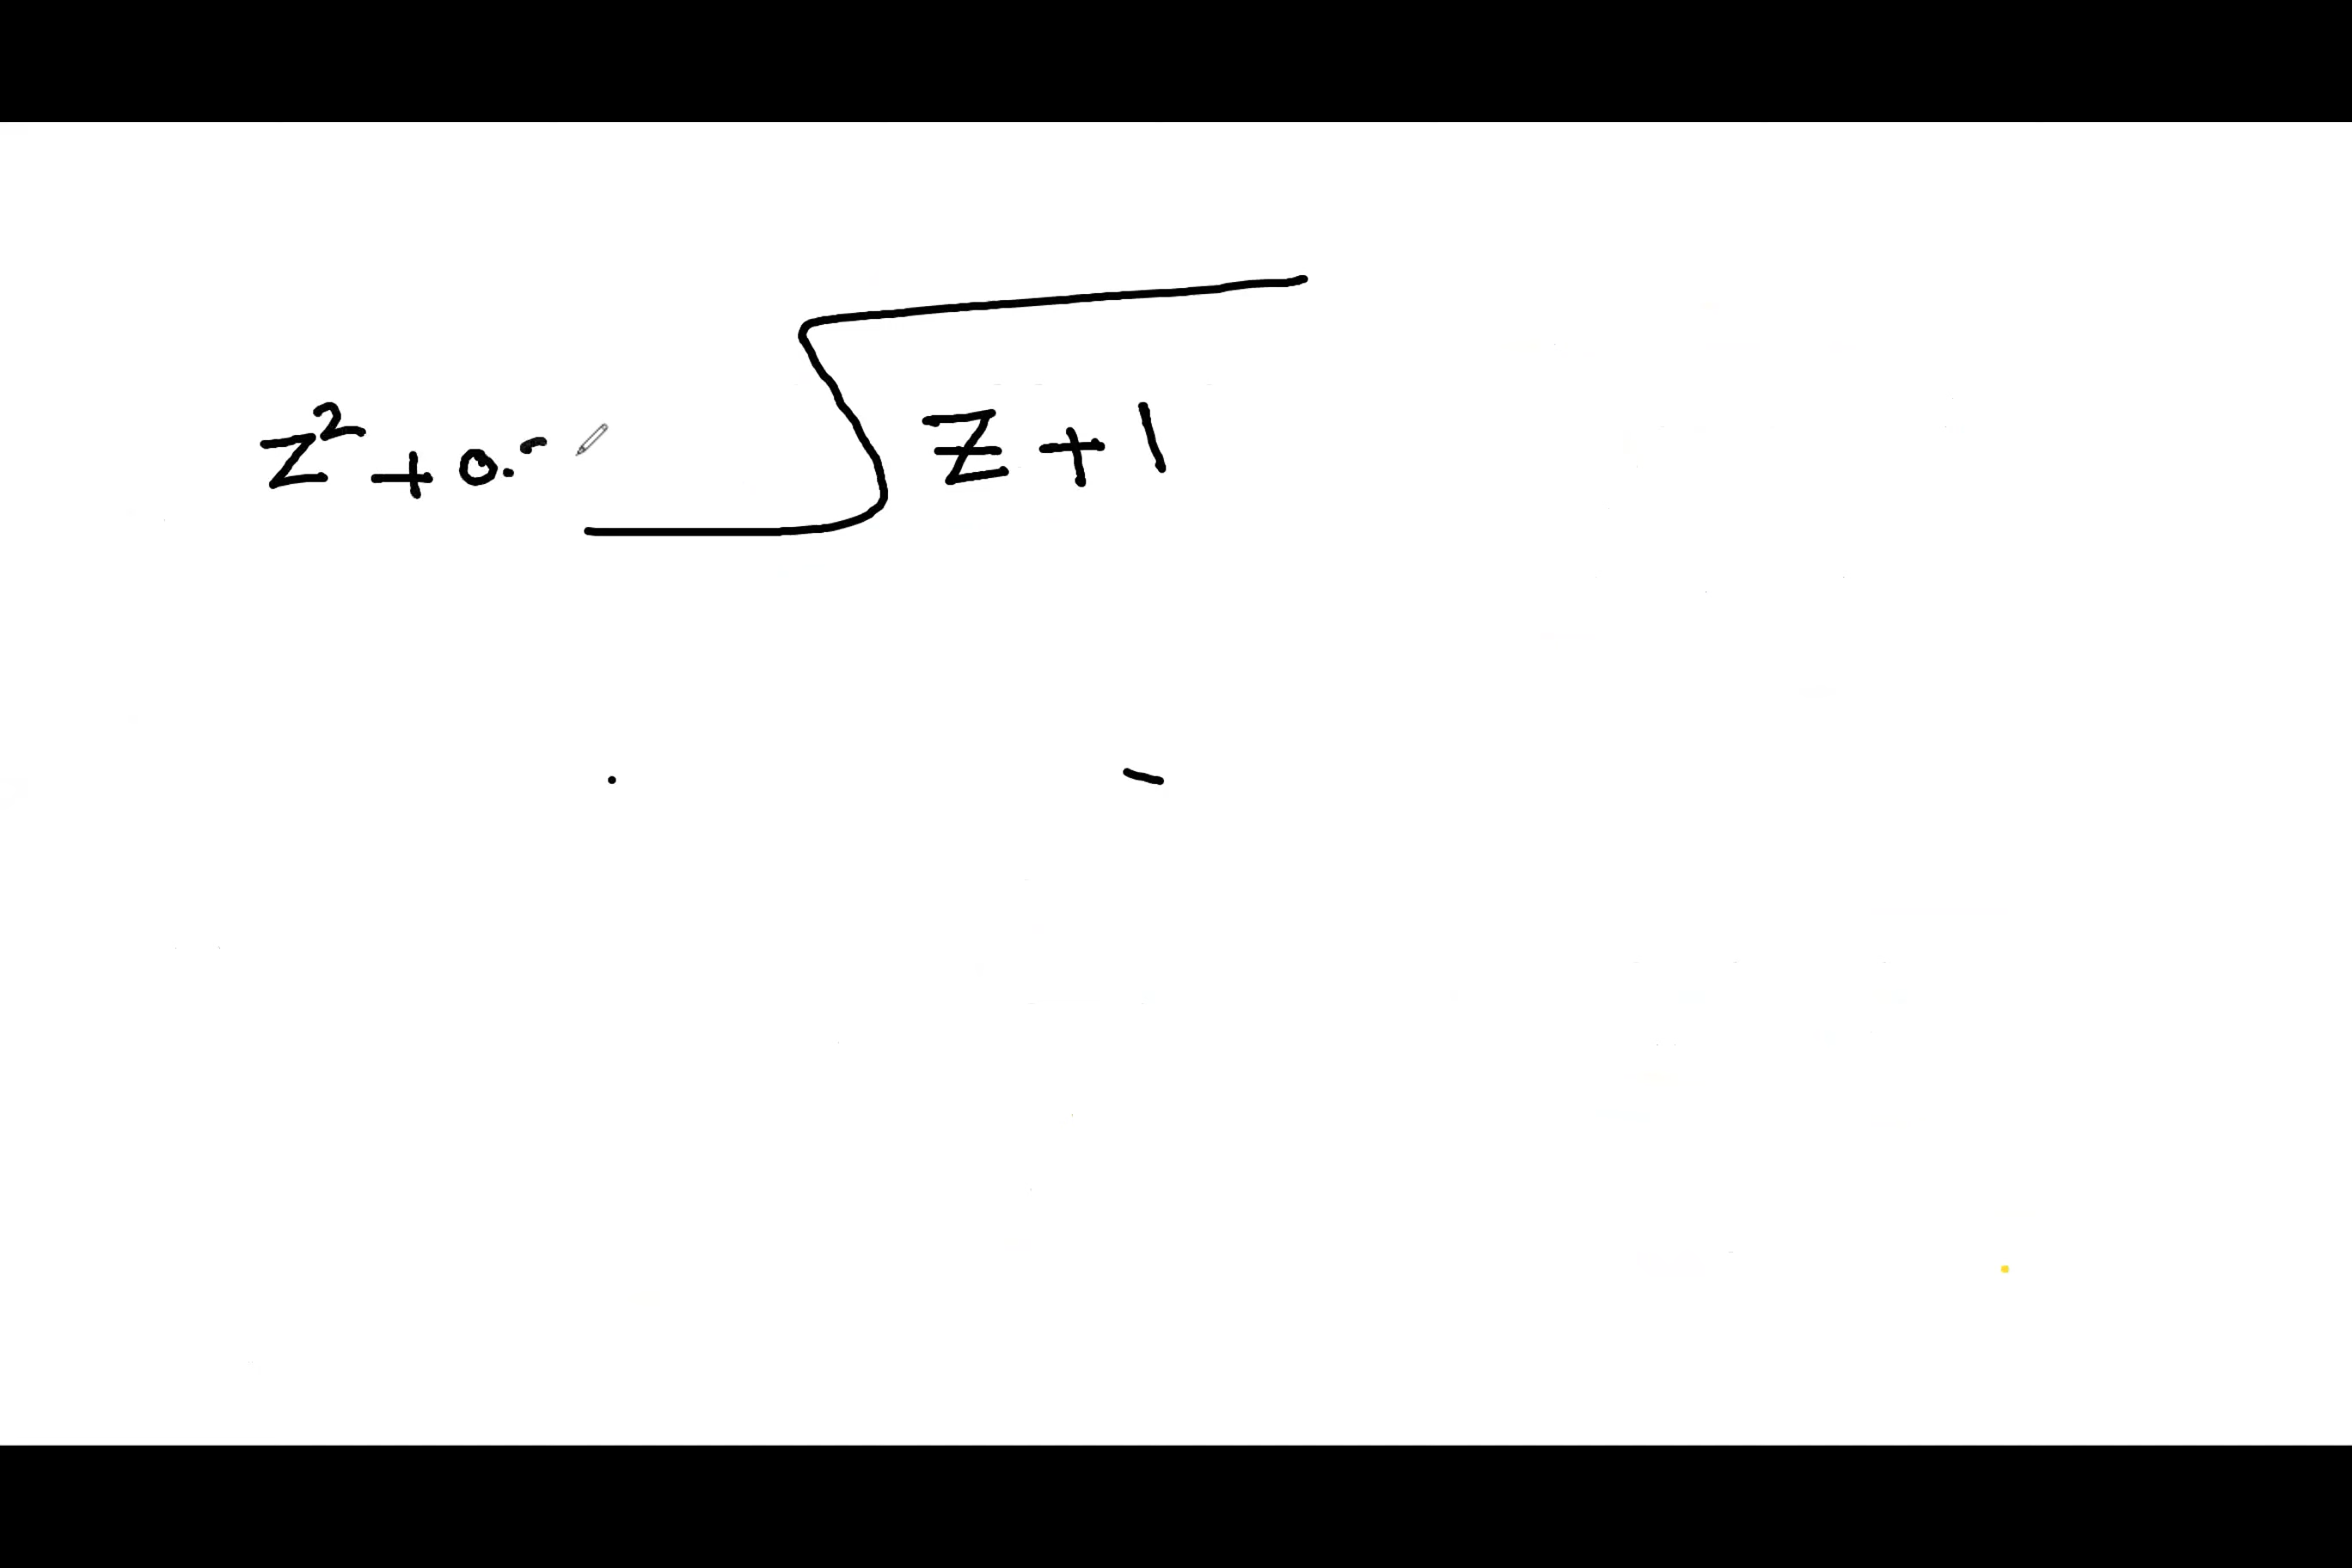 z² + 0. z + 1